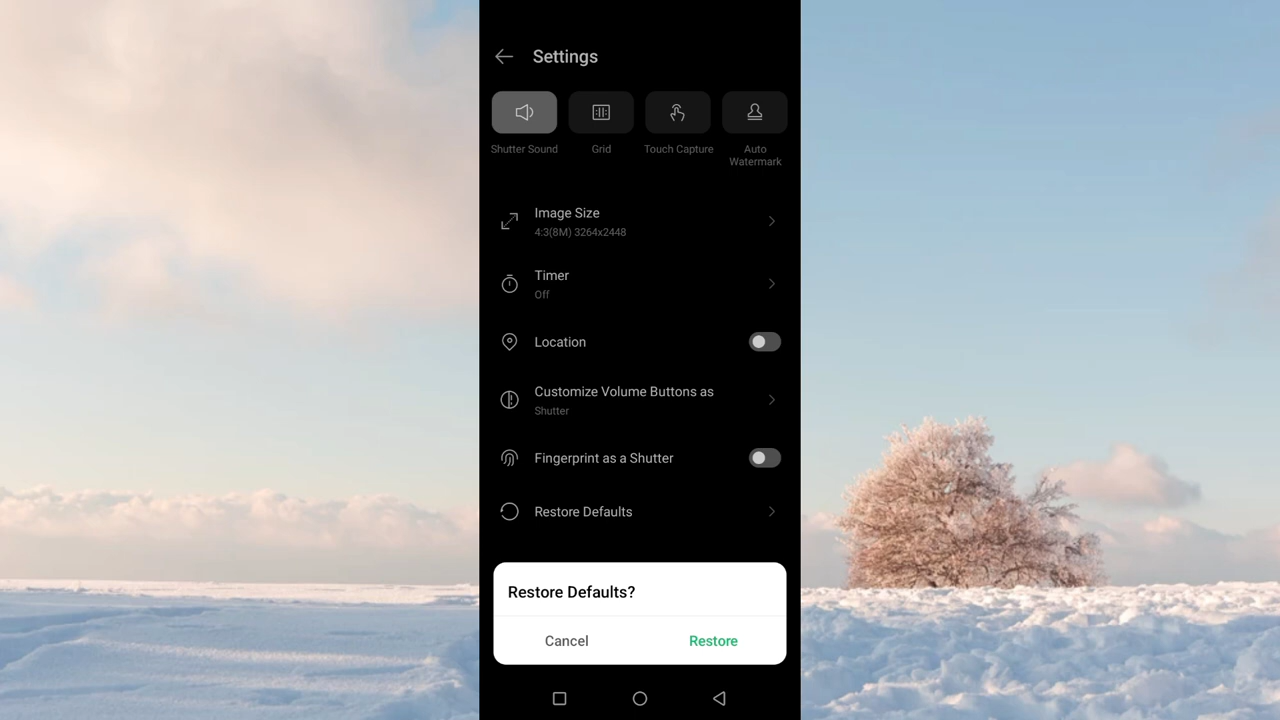 Settings
Shutter Sound
Grid
Touch Capture
Auto
Watermark
Image Size
4:3(8M) 3264x2448
Timer
Off
Location
Customize Volume Buttons as
Shutter
Fingerprint as a Shutter
Restore Defaults
Restore Defaults?
Cancel
Restore